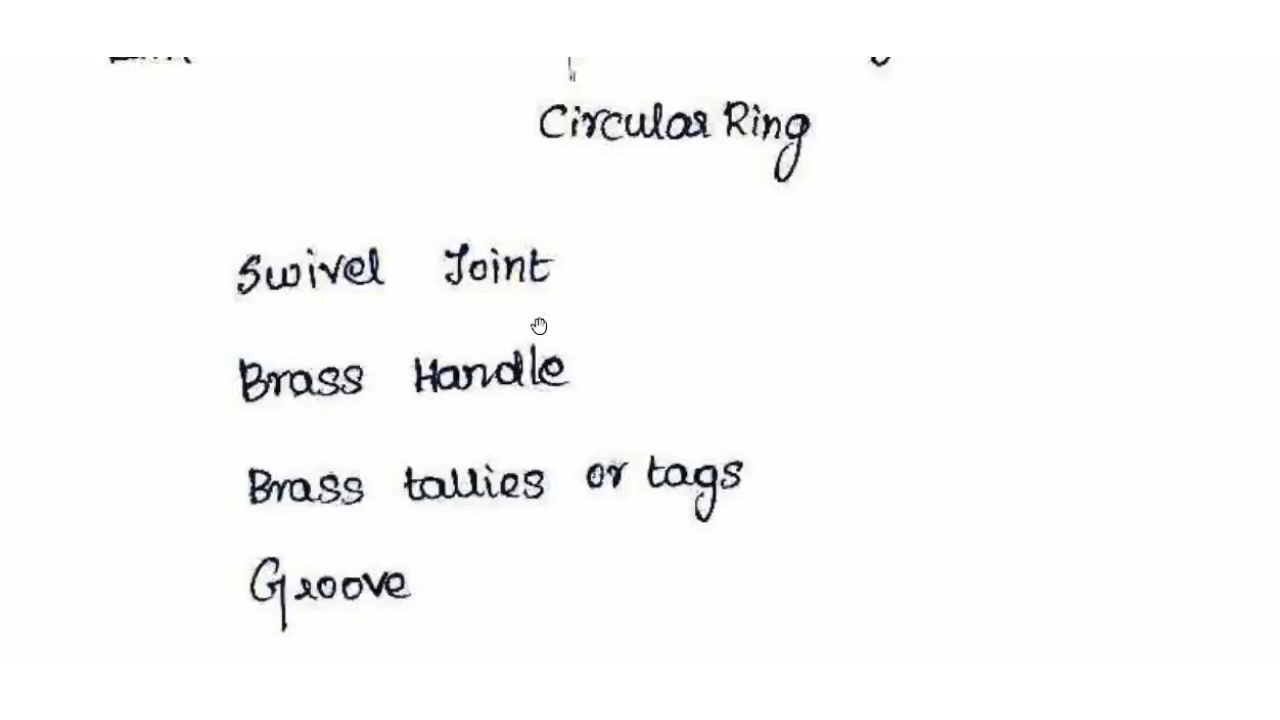 Circular Ring
Swivel Joint
Brass Handle
Brass tallies or tags
Groove